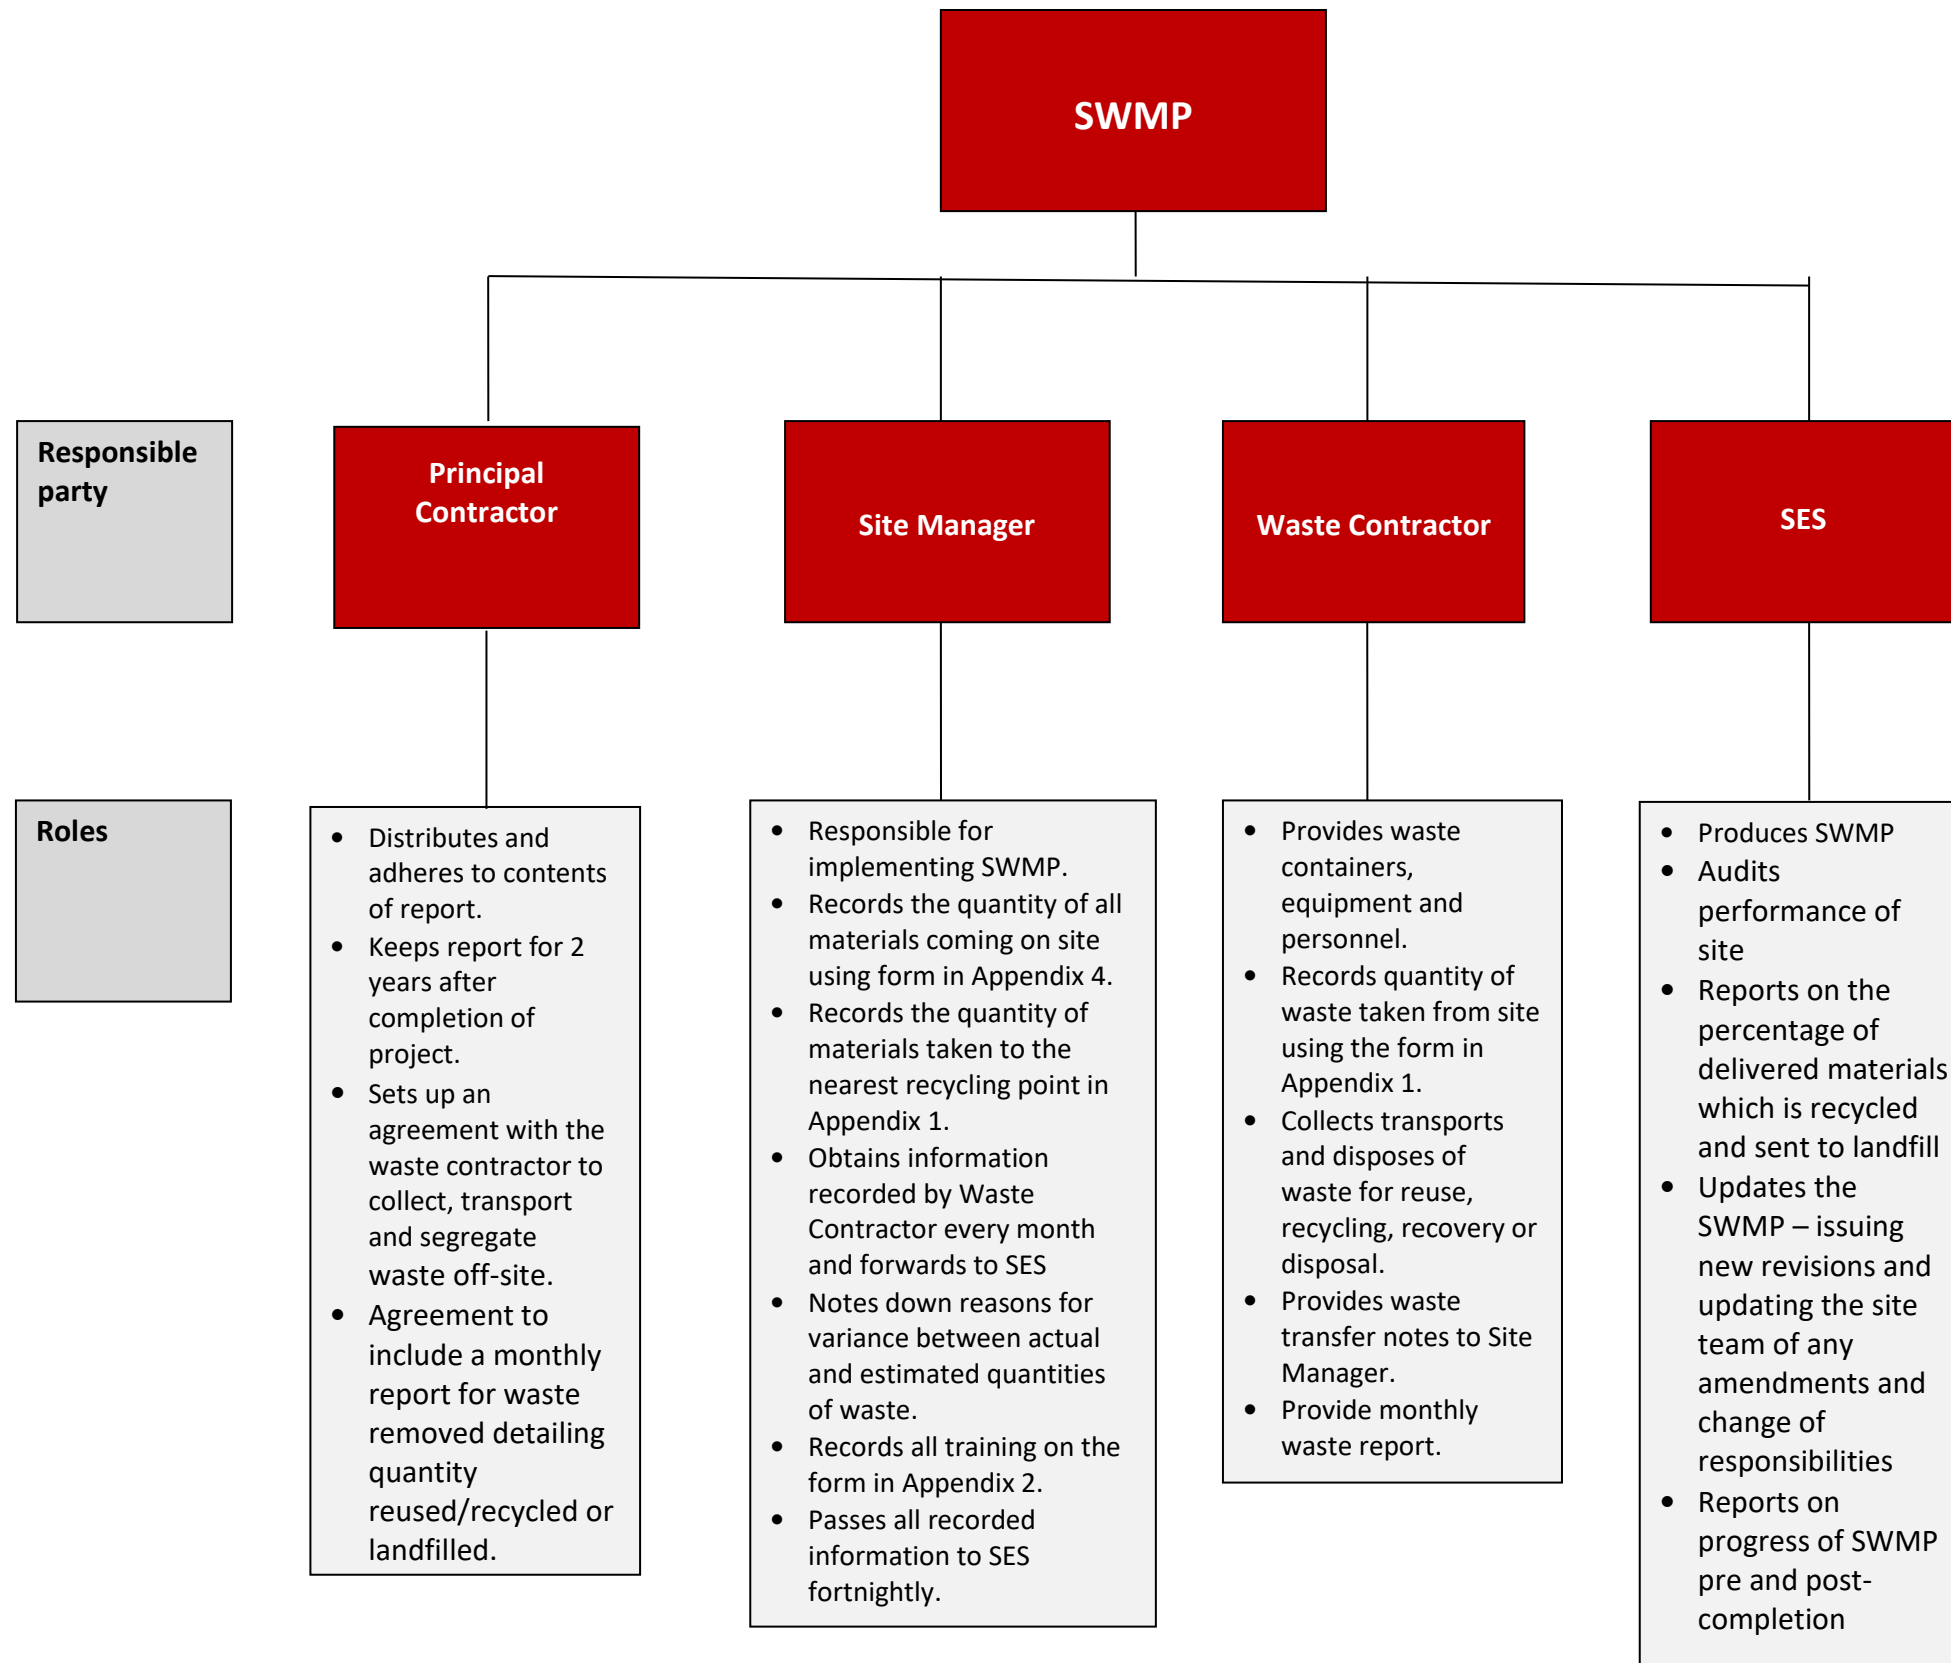 SWMP
Responsible
party
Principal
Contractor
Site Manager
Waste Contractor
SES
Roles
• Distributes and
adheres to contents
of report.
• Keeps report for 2
years after
completion of
project.
• Sets up an
agreement with the
waste contractor to
collect, transport
and segregate
waste off-site.
• Agreement to
include a monthly
report for waste
removed detailing
quantity
reused/recycled or
landfilled.
• Responsible for
implementing SWMP.
• Records the quantity of all
materials coming on site
using form in Appendix 4.
• Records the quantity of
materials taken to the
nearest recycling point in
Appendix 1.
• Obtains information
recorded by Waste
Contractor every month
and forwards to SES
• Notes down reasons for
variance between actual
and estimated quantities
of waste.
• Records all training on the
form in Appendix 2.
• Passes all recorded
information to SES
fortnightly.
• Provides waste
containers,
equipment and
personnel.
• Records quantity of
waste taken from site
using the form in
Appendix 1.
• Collects transports
and disposes of
waste for reuse,
recycling, recovery or
disposal.
• Provides waste
transfer notes to Site
Manager.
• Provide monthly
waste report.
• Produces SWMP
• Audits
performance of
site
• Reports on the
percentage of
delivered materials
which is recycled
and sent to landfill
• Updates the
SWMP – issuing
new revisions and
updating the site
team of any
amendments and
change of
responsibilities
• Reports on
progress of SWMP
pre and post-
completion